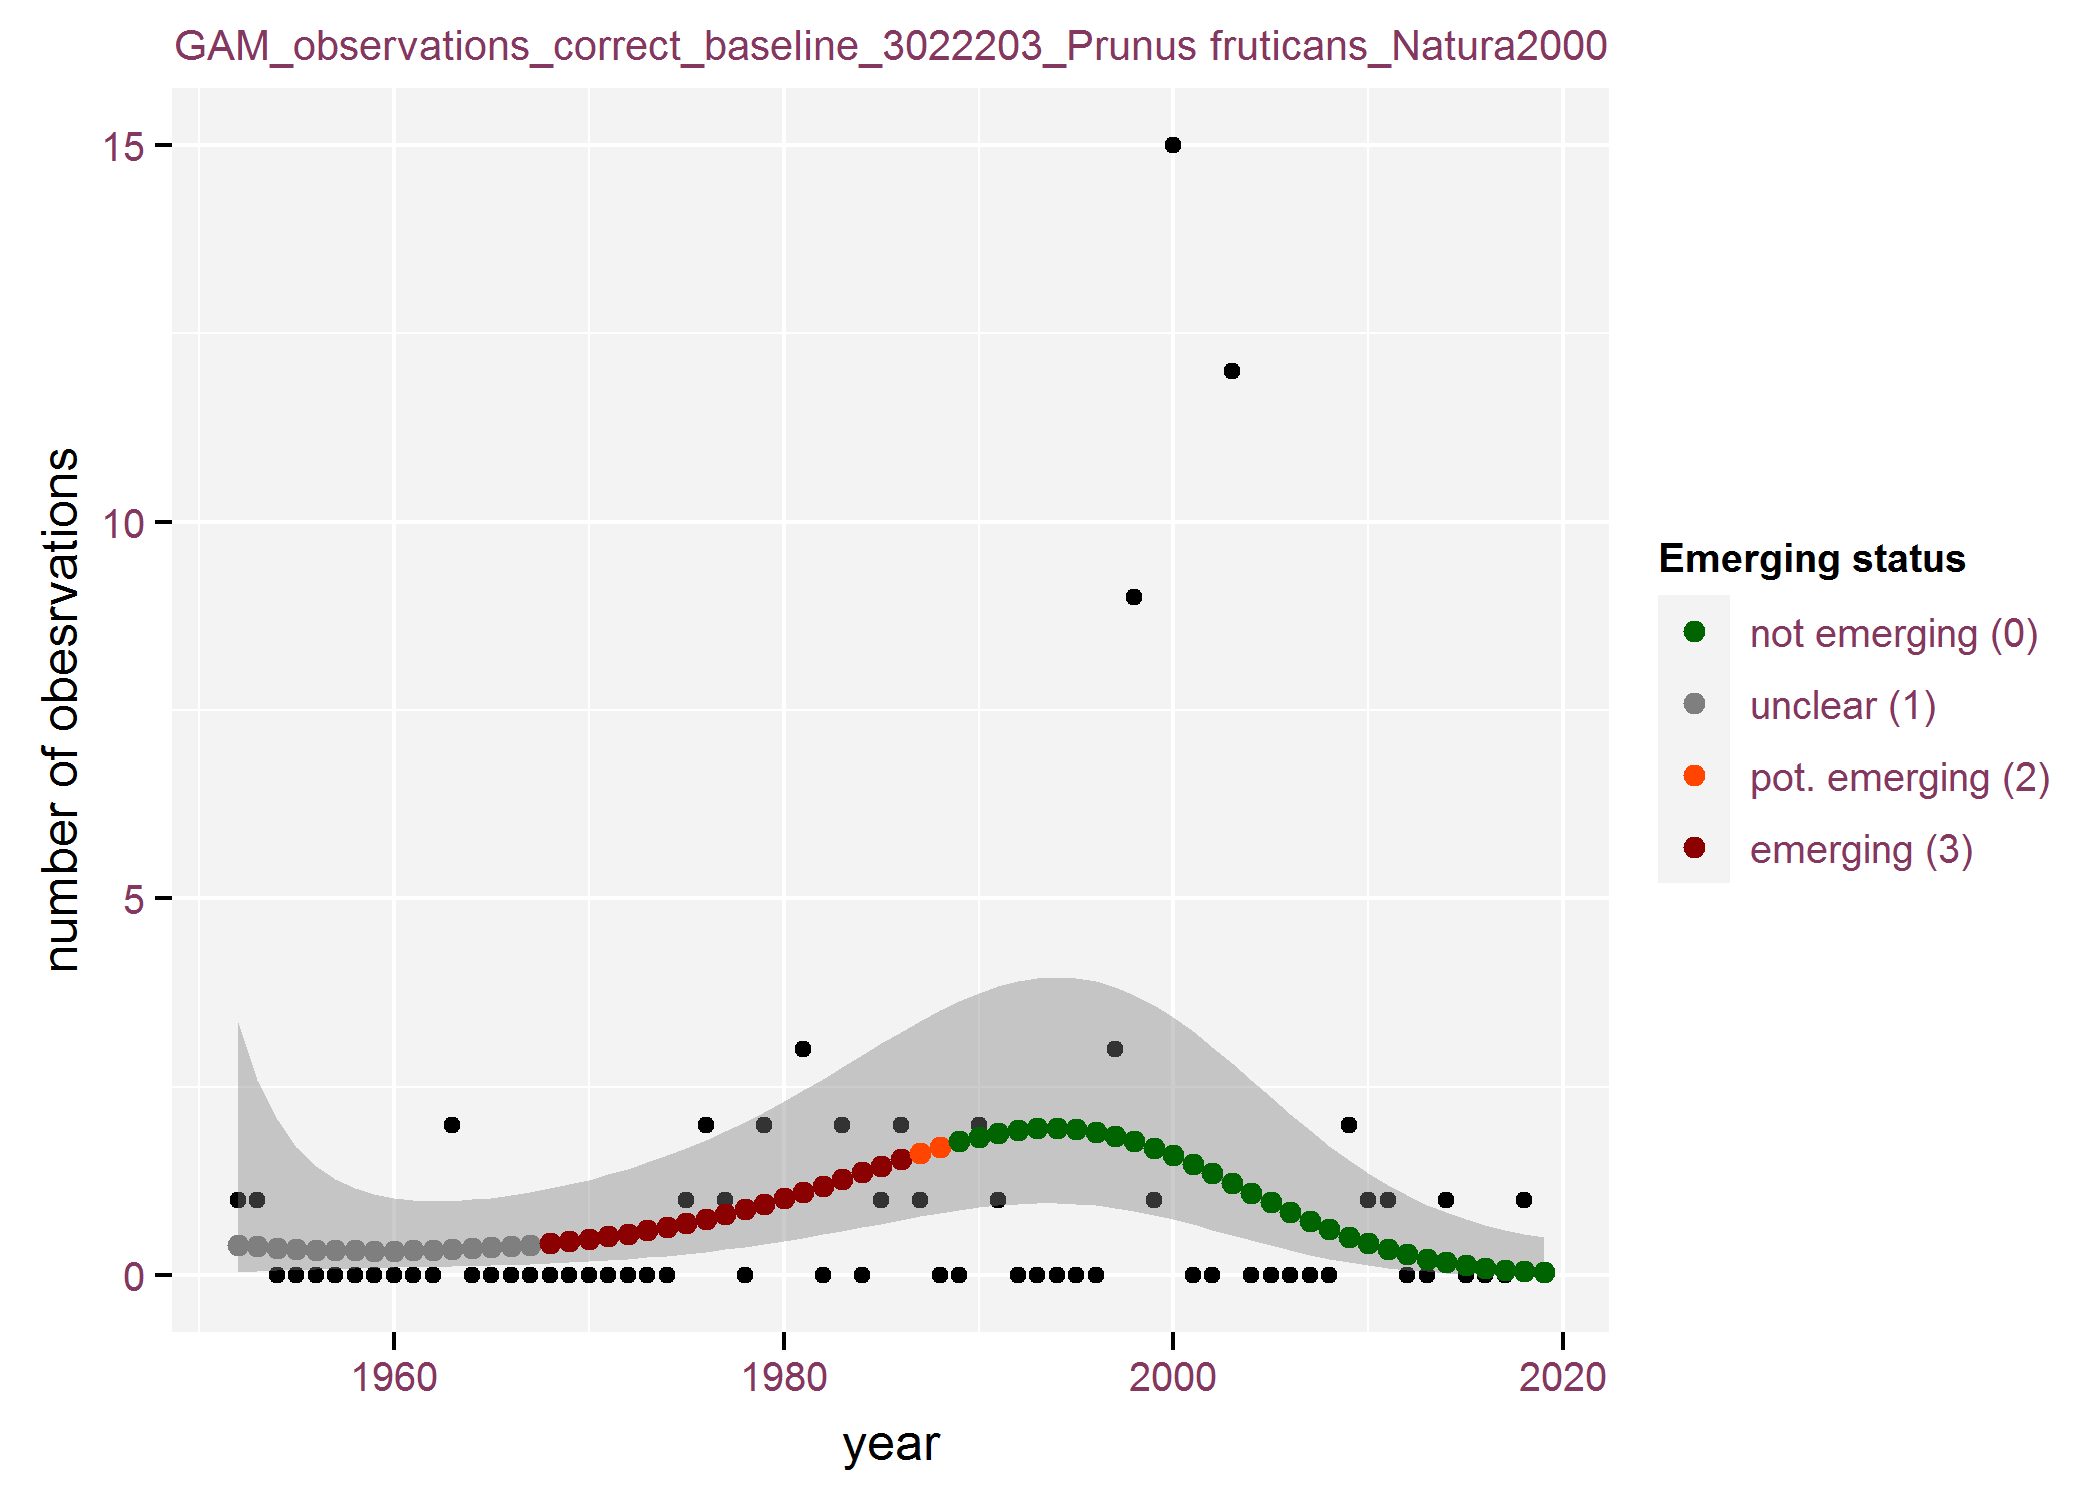 GAM_observations_correct_baseline_3022203_Prunus fruticans_Natura2000
number of obesrvations
15
10
5
0
1960
1980
2000
2020
year
Emerging status
not emerging (0)
unclear (1)
pot. emerging (2)
emerging (3)